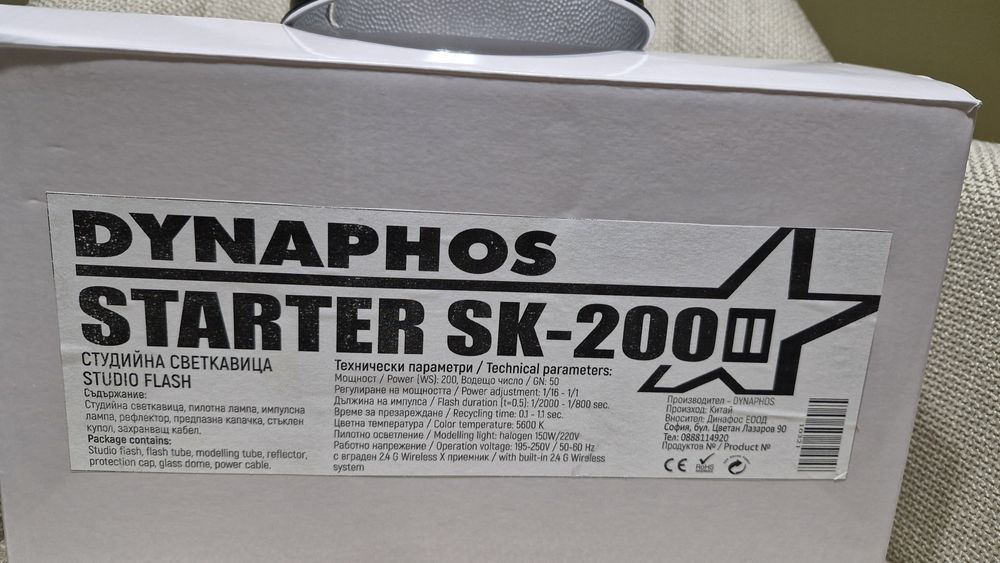 DYNAPHOS
STARTER SK-200
СТУДИЙНА СВЕТКАВИЦА
STUDIO FLASH
Съдържание:
Студийна светкавица, пилотна лампа, импулсна
лампа, рефлектор, предпазна капачка, стъклен
купол, захранващ кабел.
Package contains:
Studio flash, flash tube, modelling tube, reflector,
protection cap, glass dome, power cable.
Технически параметри / Technical parameters:
Мощност / Power (WS): 200, Водещо число / GN: 50
Регулиране на мощността / Power adjustment: 1/16 - 1/1
Дължина на импулса / Flash duration (t=0.5): 1/2000 - 1/800 sec.
Време за презареждане / Recycling time: 0.1 - 1.1 sec.
Цветна температура / Color temperature: 5600 K
Пилотно осветление / Modelling light: halogen 150W/220V
Работно напрежение / Operation voltage: 195-250V / 50-60 Hz
с вграден 2.4 G Wireless X приемник / with built-in 2.4 G Wireless
system
Производител - DYNAPHOS
Произход: Китай
Вносител: Динафос ЕООД
София, бул. Цветан Лазаров 90
Тел: 0888114920
Продуктов № / Product №
CE RoHS